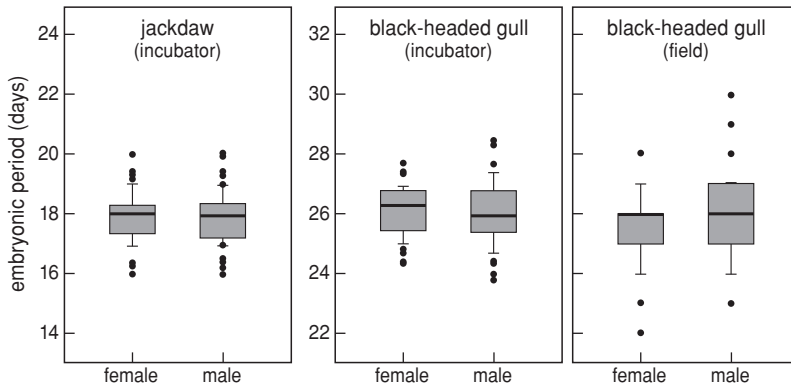 jackdaw
(incubator)
black-headed gull
(incubator)
black-headed gull
(field)
embryonic period (days)
24
22
20
18
16
14
32
30
28
26
24
22
female
male
female
male
female
male